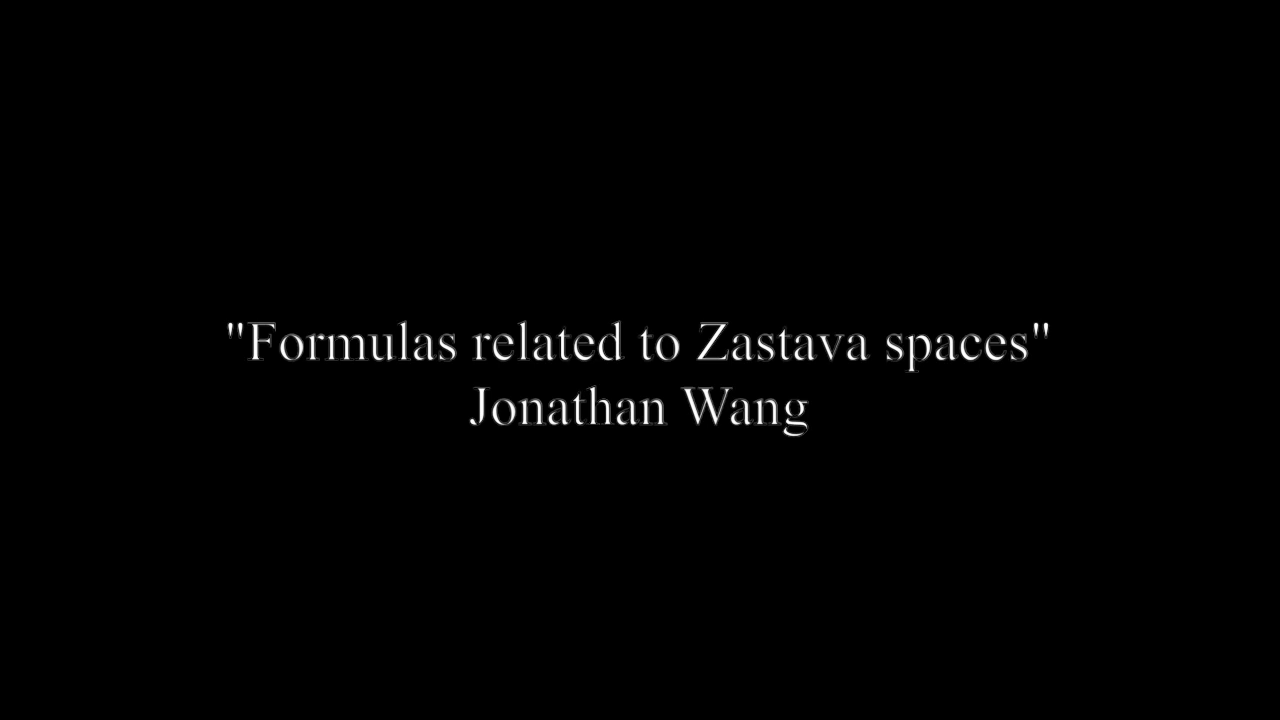 "Formulas related to Zastava spaces"
Jonathan Wang